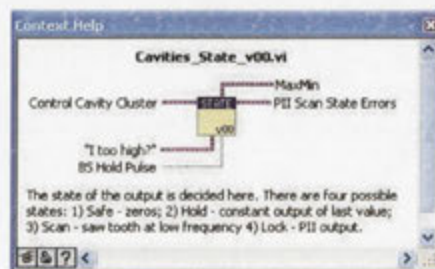 Context Help
Cavities_State_v00.vi
MaxMin
Control Cavity Cluster
STATE
PII Scan State Errors
v00
"I too high?"
BS Hold Pulse
The state of the output is decided here. There are four possible
states: 1) Safe - zeros; 2) Hold - constant output of last value;
3) Scan - saw tooth at low frequency 4) Lock - PII output.
?